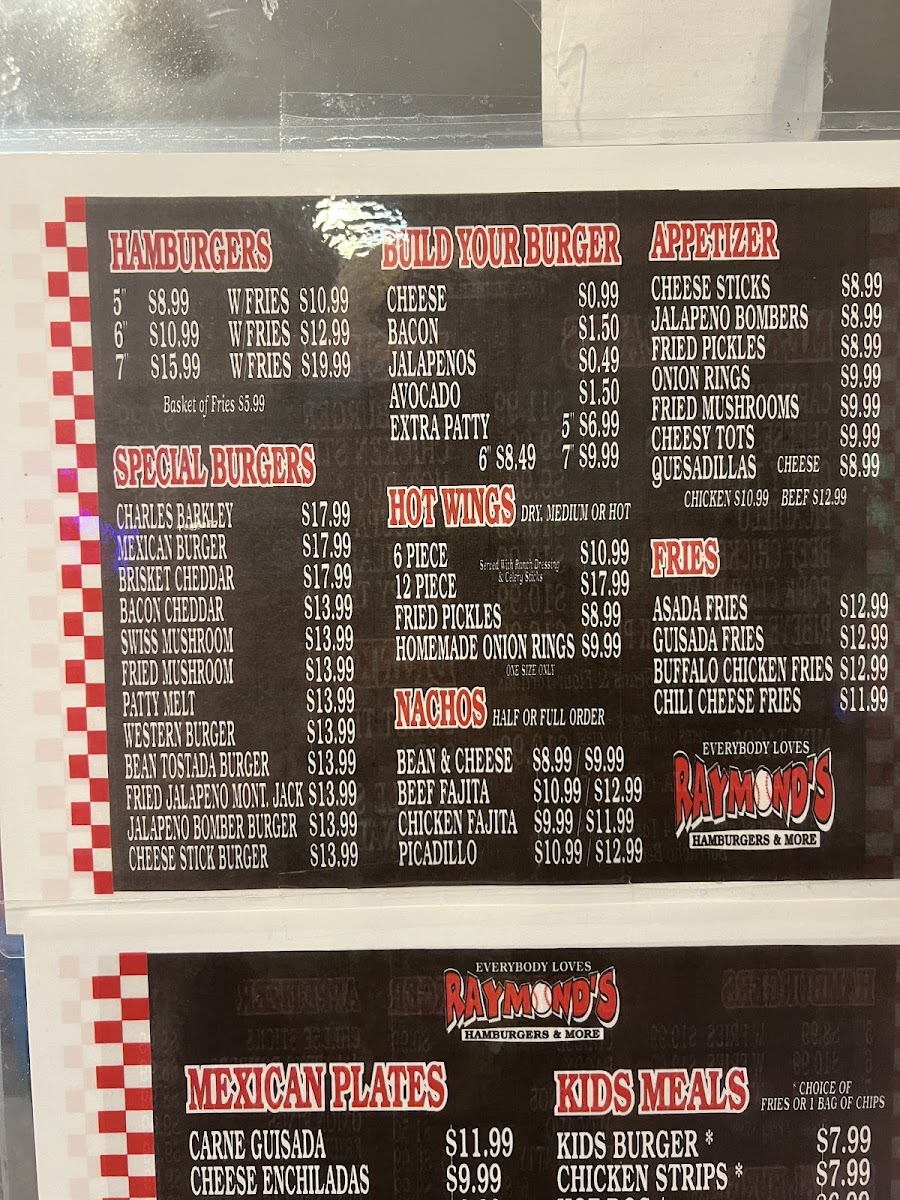 HAMBURGERS
5" $8.99 W FRIES $10.99
6" $10.99 W FRIES $12.99
7" $15.99 W FRIES $19.99
Basket of Fries $5.99
SPECIAL BURGERS
CHARLES BARKLEY $17.99
MEXICAN BURGER $17.99
BRISKET CHEDDAR $17.99
BACON CHEDDAR $13.99
SWISS MUSHROOM $13.99
FRIED MUSHROOM $13.99
PATTY MELT $13.99
WESTERN BURGER $13.99
BEAN TOSTADA BURGER $13.99
FRIED JALAPENO MONT. JACK $13.99
JALAPENO BOMBER BURGER $13.99
CHEESE STICK BURGER $13.99
BUILD YOUR BURGER
CHEESE $0.99
BACON $1.50
JALAPENOS $0.49
AVOCADO $1.50
EXTRA PATTY 5" $6.99
6" $8.49 7" $9.99
HOT WINGS DRY, MEDIUM OR HOT
6 PIECE $10.99
Served With Ranch Dressing
& Celery Sticks
12 PIECE $17.99
FRIED PICKLES $8.99
HOMEMADE ONION RINGS $9.99
ONE SIZE ONLY
NACHOS HALF OR FULL ORDER
BEAN & CHEESE $8.99 / $9.99
BEEF FAJITA $10.99 / $12.99
CHICKEN FAJITA $9.99 / $11.99
PICADILLO $10.99 / $12.99
APPETIZER
CHEESE STICKS $8.99
JALAPENO BOMBERS $8.99
FRIED PICKLES $8.99
ONION RINGS $9.99
FRIED MUSHROOMS $9.99
CHEESY TOTS $9.99
QUESADILLAS CHEESE $8.99
CHICKEN $10.99 BEEF $12.99
FRIES
ASADA FRIES $12.99
GUISADA FRIES $12.99
BUFFALO CHICKEN FRIES $12.99
CHILI CHEESE FRIES $11.99
EVERYBODY LOVES
RAYMOND'S
HAMBURGERS & MORE
EVERYBODY LOVES
RAYMOND'S
HAMBURGERS & MORE
MEXICAN PLATES
CARNE GUISADA $11.99
CHEESE ENCHILADAS $9.99
KIDS MEALS
* CHOICE OF
FRIES OR 1 BAG OF CHIPS
KIDS BURGER * $7.99
CHICKEN STRIPS * $7.99